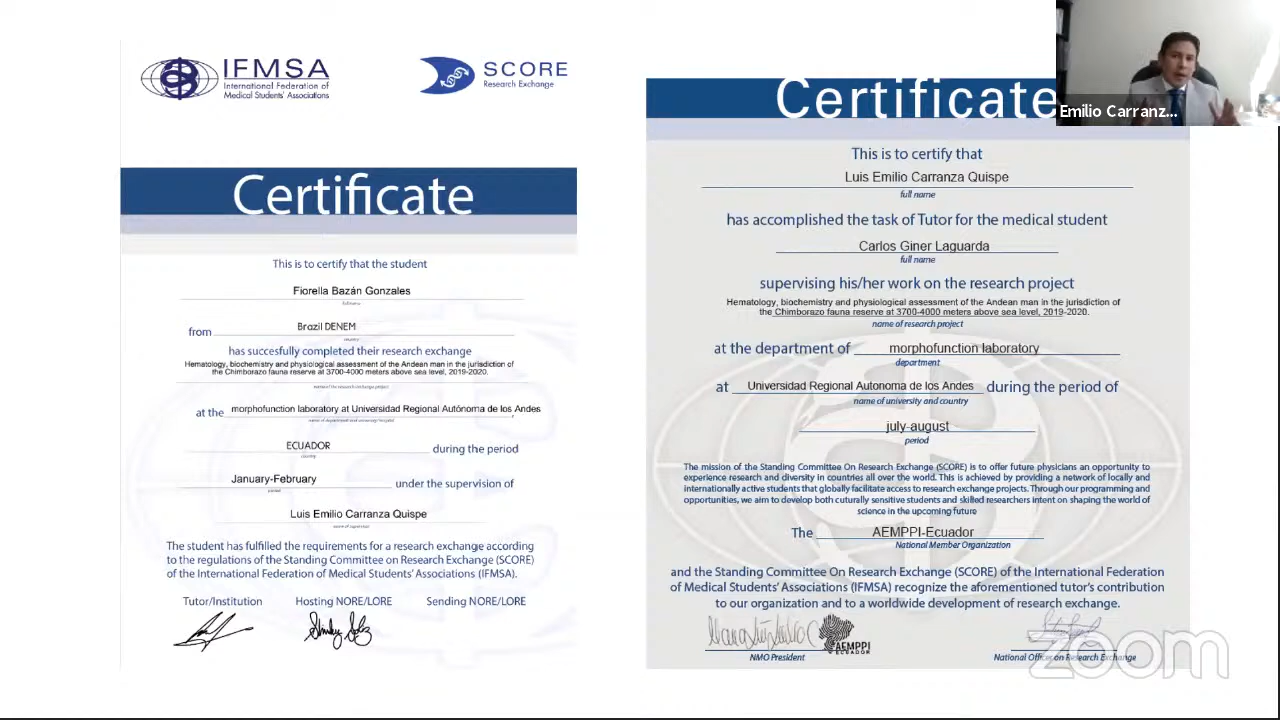 IFMSA
International Federation of
Medical Students' Associations
SCORE
Research Exchange
Certificate
This is to certify that the student
Fiorella Bazán Gonzales
full name
from Brazil DENEM
country
has succesfully completed their research exchange
Hematology, biochemistry and physiological assessment of the Andean man in the jurisdiction of
the Chimborazo fauna reserve at 3700-4000 meters above sea level, 2019-2020.
at the morphofunction laboratory at Universidad Regional Autónoma de los Andes
ECUADOR during the period
country
January-February under the supervision of
period
Luis Emilio Carranza Quispe
name of supervisor
The student has fulfilled the requirements for a research exchange according
to the regulations of the Standing Committee on Research Exchange (SCORE)
of the International Federation of Medical Students' Associations (IFMSA).
Tutor/Institution Hosting NORE/LORE Sending NORE/LORE
Certificate
This is to certify that
Luis Emilio Carranza Quispe
full name
has accomplished the task of Tutor for the medical student
Carlos Giner Laguarda
full name
supervising his/her work on the research project
Hematology, biochemistry and physiological assessment of the Andean man in the jurisdiction of
the Chimborazo fauna reserve at 3700-4000 meters above sea level, 2019-2020.
name of research project
at the department of morphofunction laboratory
department
at Universidad Regional Autonoma de los Andes during the period of
name of university and country
july-august
period
The mission of the Standing Committee On Research Exchange (SCORE) is to offer future physicians an opportunity to
experience research and diversity in countries all over the world. This is achieved by providing a network of locally and
internationally active students that globally facilitate access to research exchange projects. Through our programming and
opportunities, we aim to develop both cuturally sensitive students and skilled researchers intent on shaping the world of
science in the upcoming future
The AEMPPI-Ecuador
National Member Organization
and the Standing Committee On Research Exchange (SCORE) of the International Federation
of Medical Students' Associations (IFMSA) recognize the aforementioned tutor's contribution
to our organization and to a worldwide development of research exchange.
AEMPPI
ECUADOR
NMO President
National Officer on Research Exchange
Emilio Carranz...
zoom